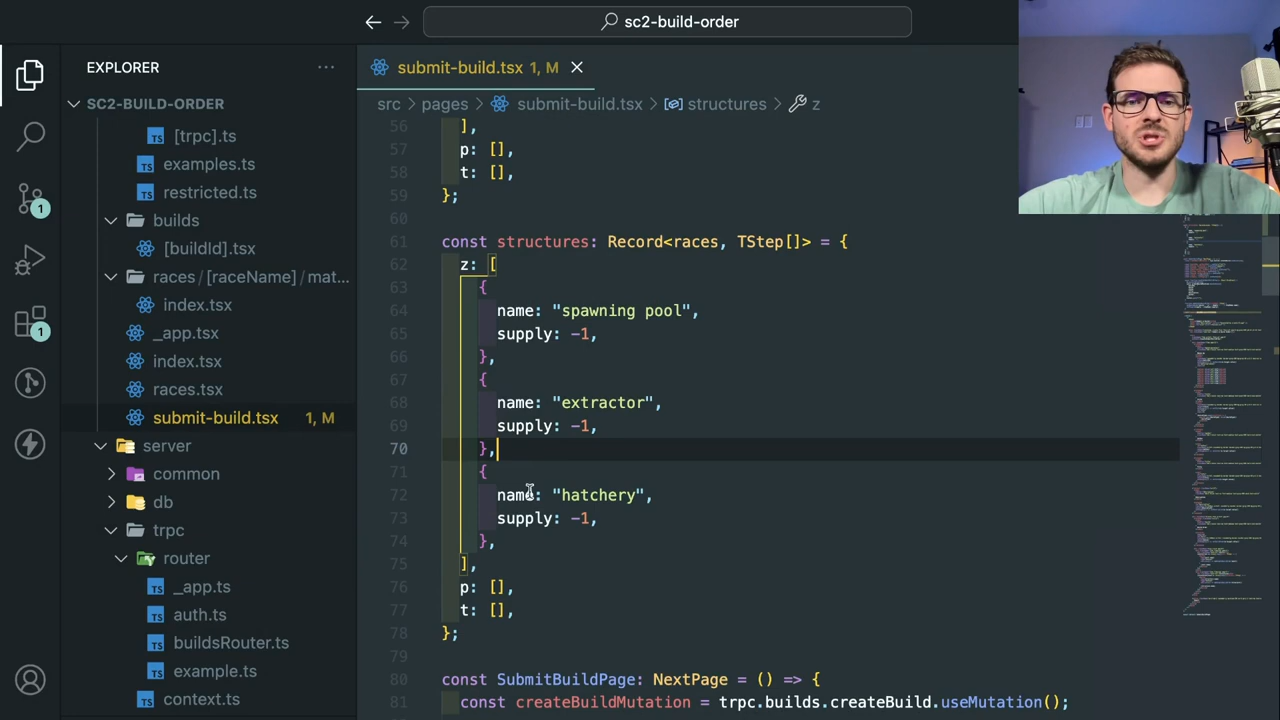 sc2-build-order
EXPLORER
SC2-BUILD-ORDER
[trpc].ts
examples.ts
restricted.ts
builds
[buildId].tsx
races/[raceName]/mat...
index.tsx
_app.tsx
index.tsx
races.tsx
submit-build.tsx 1, M
server
common
db
trpc
router
_app.ts
auth.ts
buildsRouter.ts
example.ts
context.ts
1
1
submit-build.tsx 1, M
src > pages > submit-build.tsx > structures > z
56 ],
57 p: [],
58 t: [],
59 };
60
61 const structures: Record<races, TStep[]> = {
62 z: [
63 {
64 name: "spawning pool",
65 supply: -1,
66 },
67 {
68 name: "extractor",
69 supply: -1,
70 },
71 {
72 name: "hatchery",
73 supply: -1,
74 },
75 ],
76 p: [],
77 t: [],
78 };
79
80 const SubmitBuildPage: NextPage = () => {
81 const createBuildMutation = trpc.builds.createBuild.useMutation();